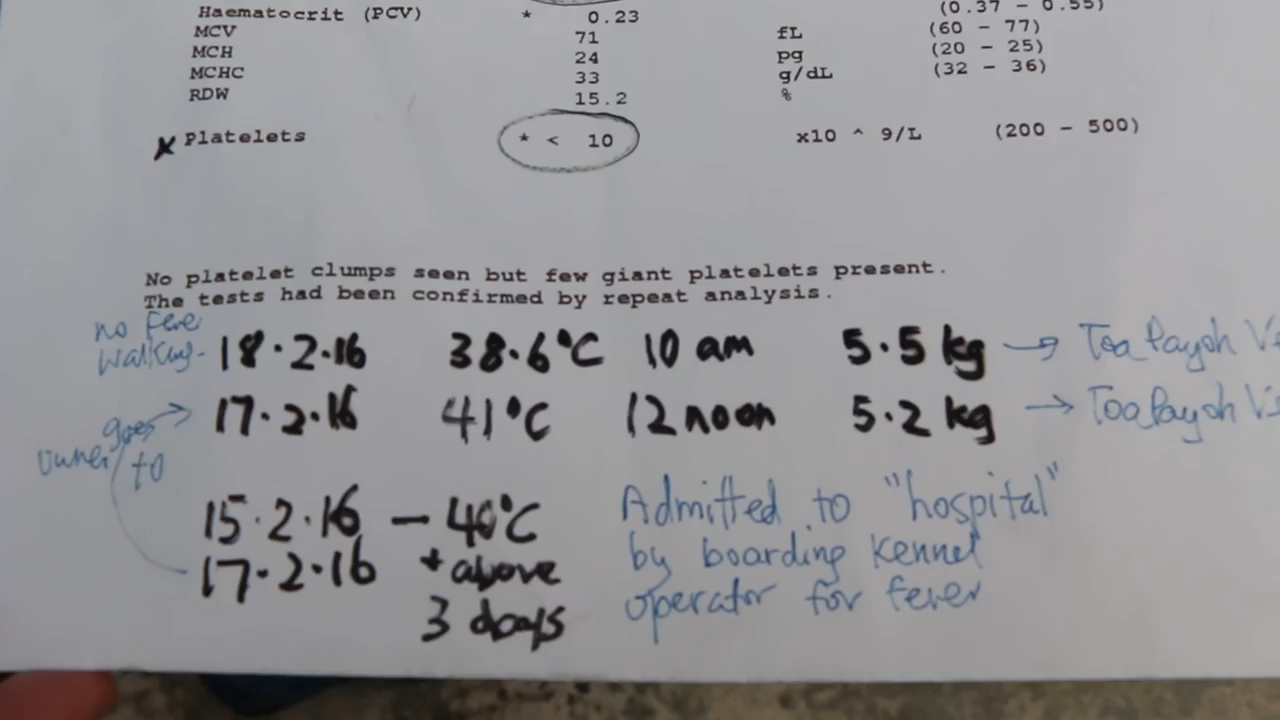 Haematocrit (PCV) * 0.23 (0.37 - 0.55)
MCV 71 fL (60 - 77)
MCH 24 pg (20 - 25)
MCHC 33 g/dL (32 - 36)
RDW 15.2 %
x Platelets * < 10 x10 ^ 9/L (200 - 500)
No platelet clumps seen but few giant platelets present.
The tests had been confirmed by repeat analysis.
no feve
walking- 18.2.16 38.6°C 10 am 5.5 kg → Toa Payoh Ve
goes → 17.2.16 41°C 12 noon 5.2 kg → Toa Payoh V
owner to
15.2.16 - 40°C Admitted to "hospital"
17.2.16 + above by boarding kennel
3 days operator for fever